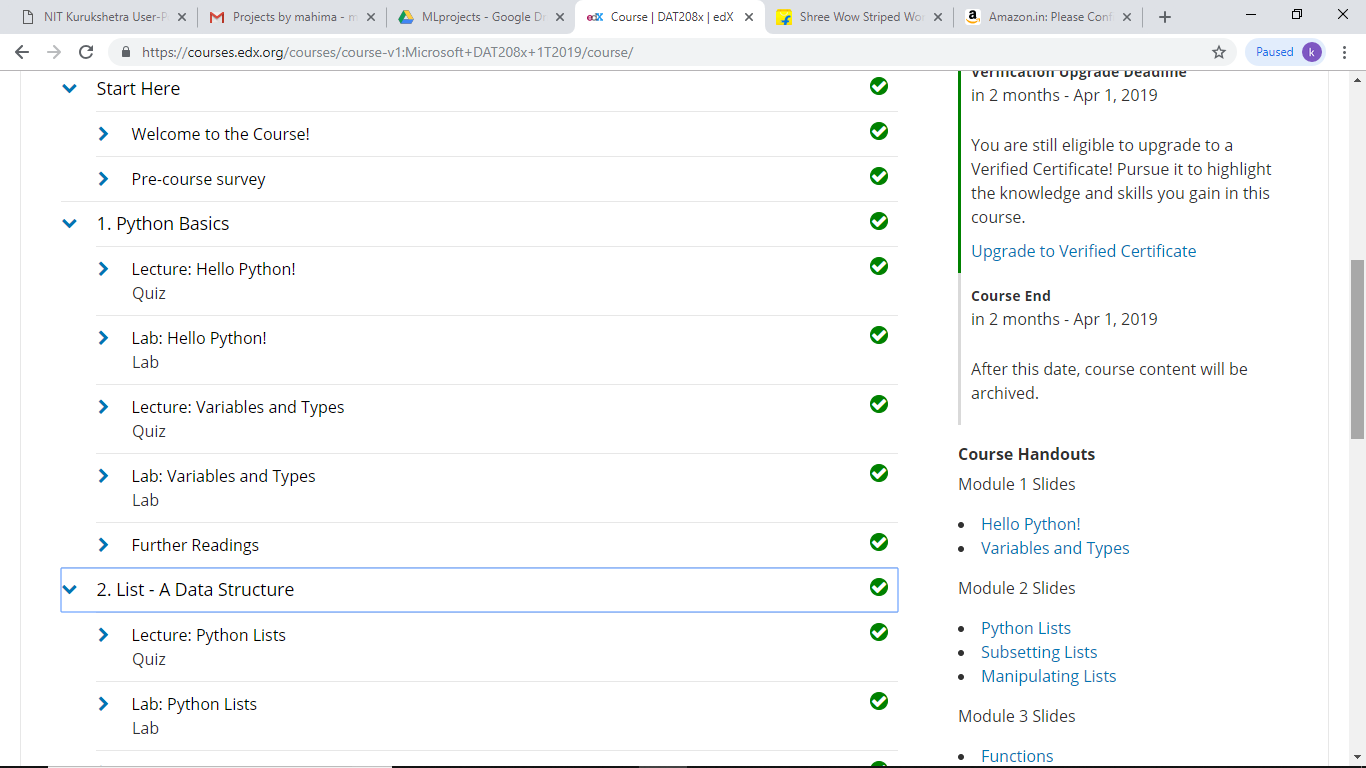 NIT Kurukshetra User-P
Projects by mahima - m
MLprojects - Google Dr
edX Course | DAT208x | edX
Shree Wow Striped Wo
Amazon.in: Please Conf
https://courses.edx.org/courses/course-v1:Microsoft+DAT208x+1T2019/course/
Paused k
Start Here
Welcome to the Course!
Pre-course survey
1. Python Basics
Lecture: Hello Python!
Quiz
Lab: Hello Python!
Lab
Lecture: Variables and Types
Quiz
Lab: Variables and Types
Lab
Further Readings
2. List - A Data Structure
Lecture: Python Lists
Quiz
Lab: Python Lists
Lab
Verification Upgrade Deadline
in 2 months - Apr 1, 2019
You are still eligible to upgrade to a
Verified Certificate! Pursue it to highlight
the knowledge and skills you gain in this
course.
Upgrade to Verified Certificate
Course End
in 2 months - Apr 1, 2019
After this date, course content will be
archived.
Course Handouts
Module 1 Slides
Hello Python!
Variables and Types
Module 2 Slides
Python Lists
Subsetting Lists
Manipulating Lists
Module 3 Slides
Functions